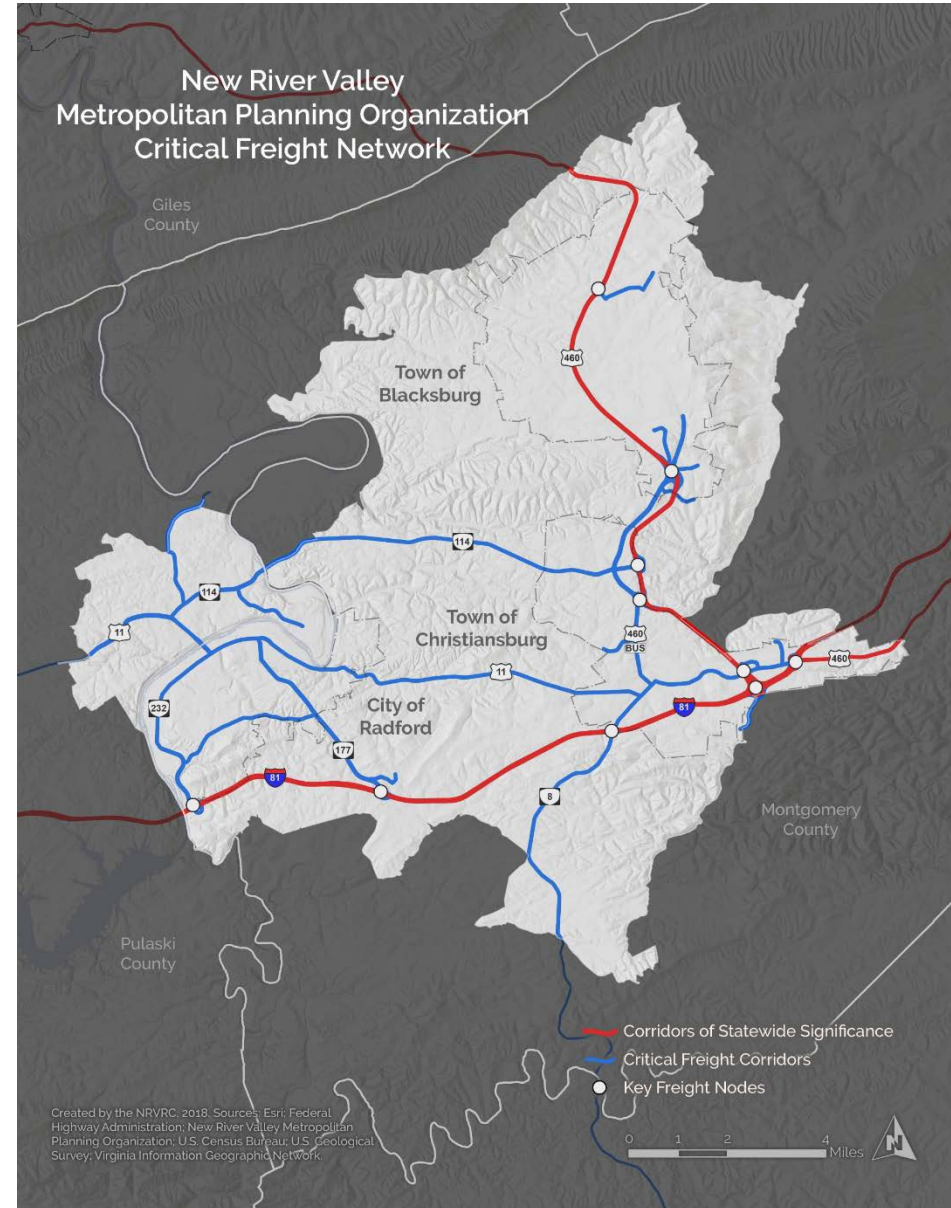 New River Valley
Metropolitan Planning Organization
Critical Freight Network
Giles
County
460
Town of
Blacksburg
114
114
11
Town of
Christiansburg
460
BUS
460
11
232
City of
Radford
81
177
81
8
Montgomery
County
Pulaski
County
Corridors of Statewide Significance
Critical Freight Corridors
Key Freight Nodes
Created by the NRVRC, 2018. Sources: Esri; Federal
Highway Administration; New River Valley Metropolitan
Planning Organization; U.S. Census Bureau; U.S. Geological
Survey; Virginia Information Geographic Network.
0 1 2 4
Miles
N